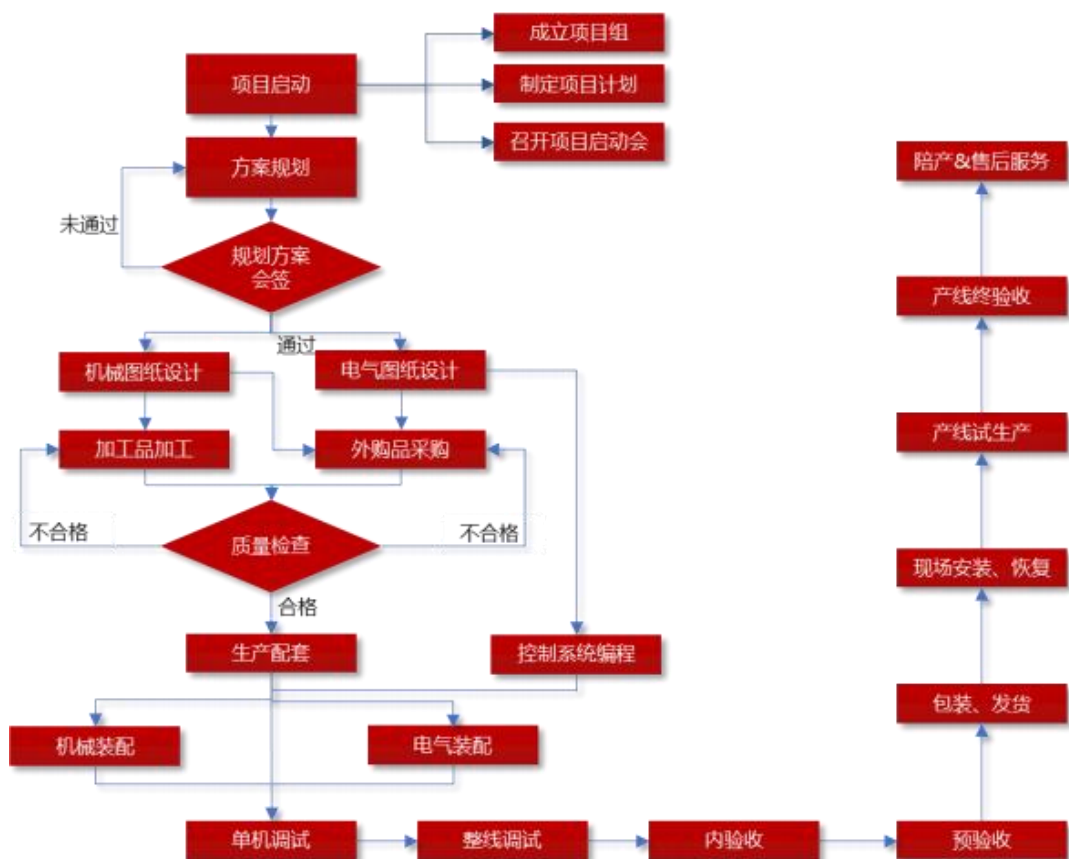 成立项目组
项目启动
制定项目计划
召开项目启动会
方案规划
未通过
规划方案
会签
通过
机械图纸设计
电气图纸设计
加工品加工
外购品采购
不合格
质量检查
不合格
合格
生产配套
控制系统编程
机械装配
电气装配
单机调试
整线调试
内验收
预验收
包装、发货
现场安装、恢复
产线试生产
产线终验收
陪产&售后服务